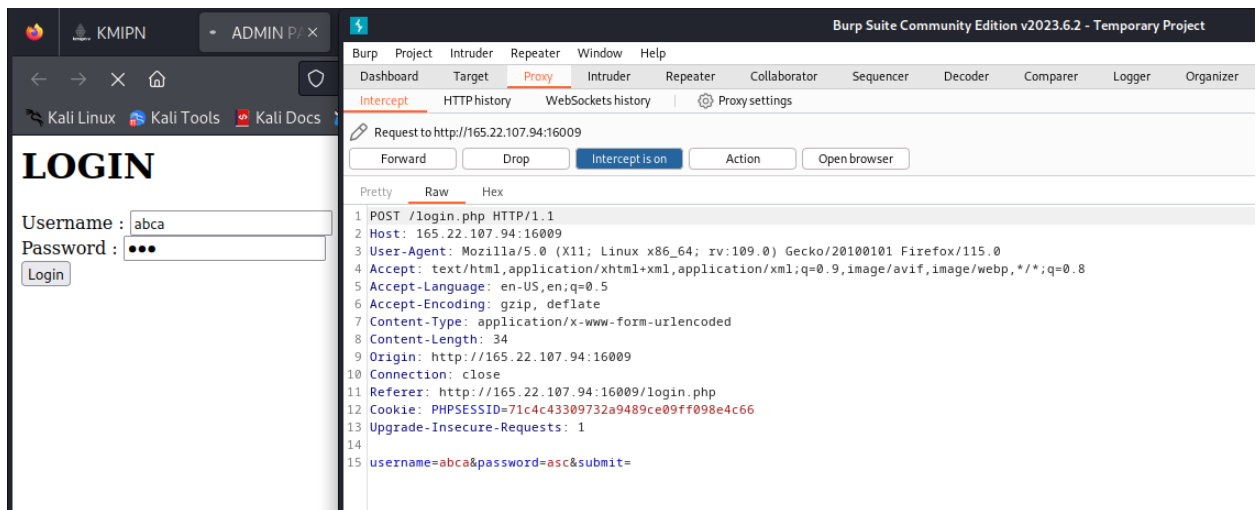 KMIPN
ADMIN PA
Kali Linux Kali Tools Kali Docs
LOGIN
Username : abca
Password : •••
Login
Burp Suite Community Edition v2023.6.2 - Temporary Project
Burp Project Intruder Repeater Window Help
Dashboard Target Proxy Intruder Repeater Collaborator Sequencer Decoder Comparer Logger Organizer
Intercept HTTP history WebSockets history Proxy settings
Request to http://165.22.107.94:16009
Forward Drop Intercept is on Action Open browser
Pretty Raw Hex
1 POST /login.php HTTP/1.1
2 Host: 165.22.107.94:16009
3 User-Agent: Mozilla/5.0 (X11; Linux x86_64; rv:109.0) Gecko/20100101 Firefox/115.0
4 Accept: text/html,application/xhtml+xml,application/xml;q=0.9,image/avif,image/webp,*/*;q=0.8
5 Accept-Language: en-US,en;q=0.5
6 Accept-Encoding: gzip, deflate
7 Content-Type: application/x-www-form-urlencoded
8 Content-Length: 34
9 Origin: http://165.22.107.94:16009
10 Connection: close
11 Referer: http://165.22.107.94:16009/login.php
12 Cookie: PHPSESSID=71c4c43309732a9489ce09ff098e4c66
13 Upgrade-Insecure-Requests: 1
14
15 username=abca&password=asc&submit=